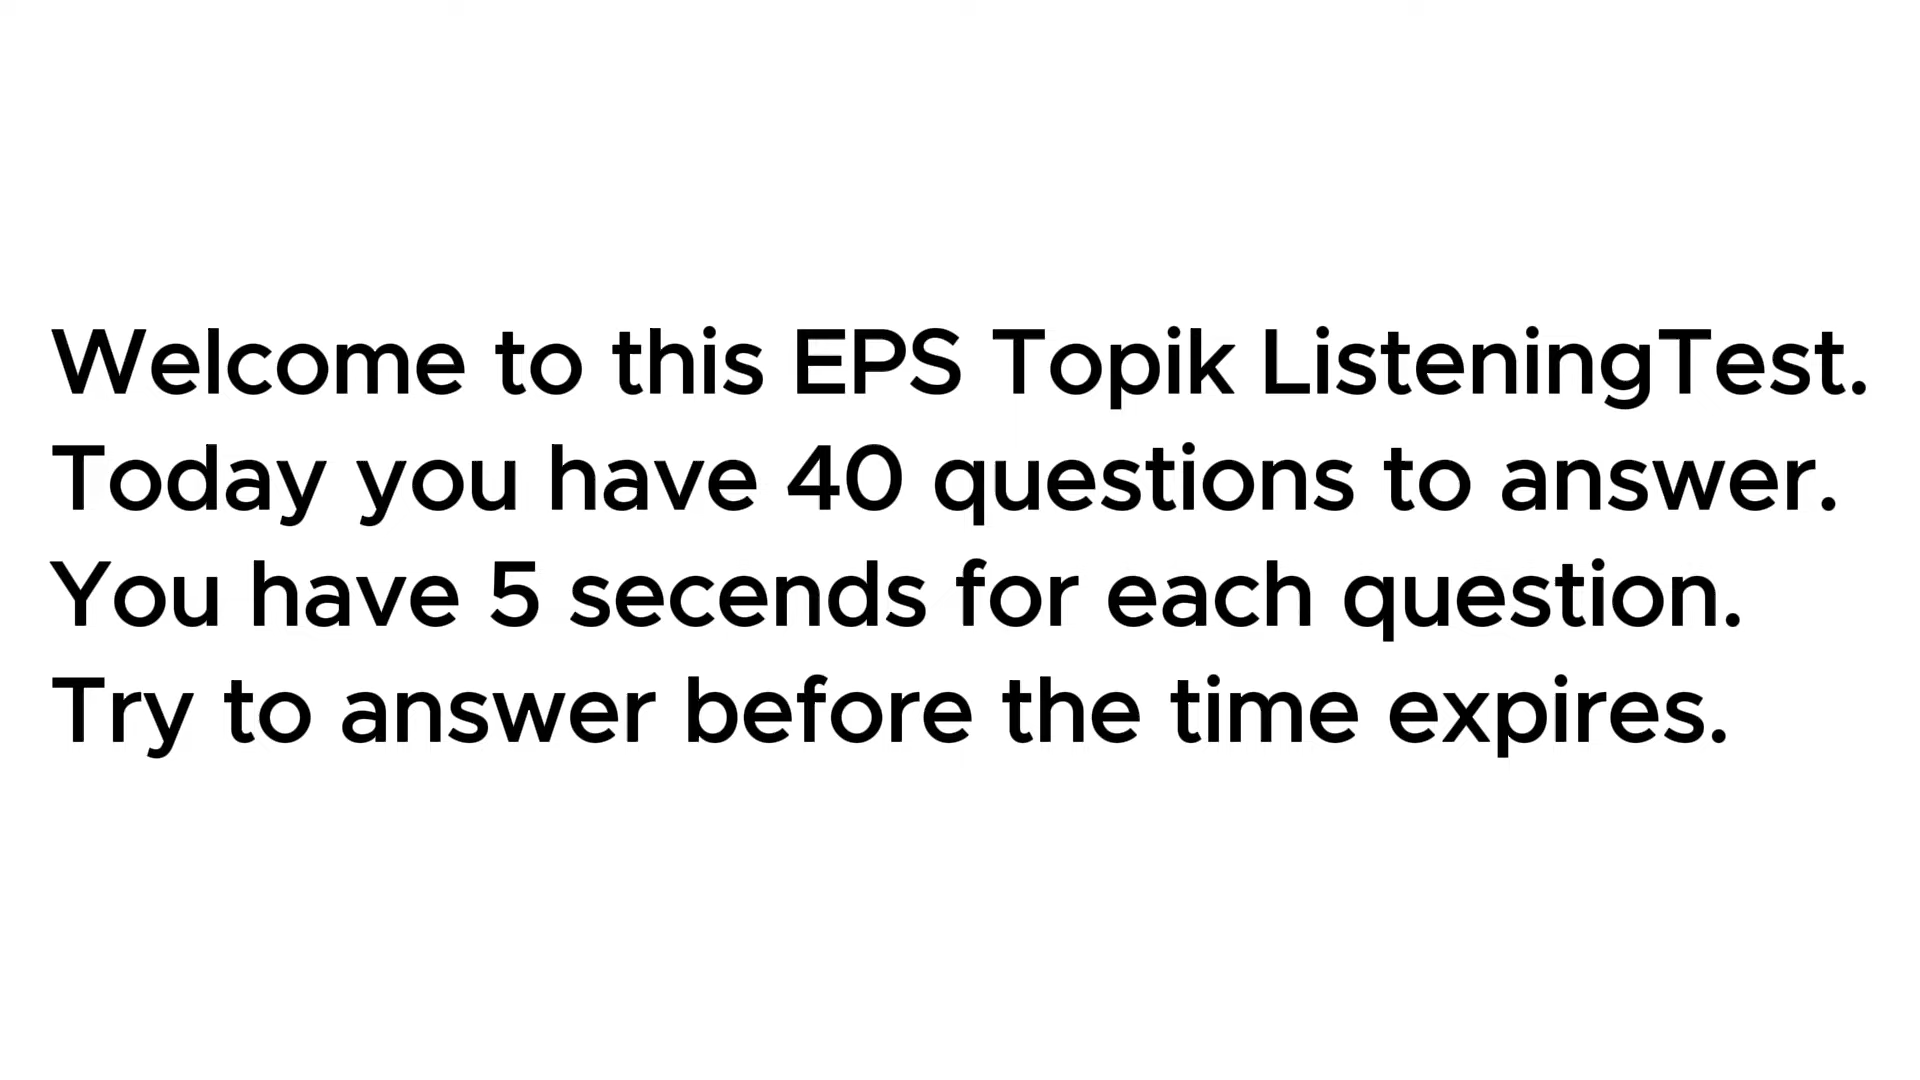 Welcome to this EPS Topik ListeningTest.
Today you have 40 questions to answer.
You have 5 secends for each question.
Try to answer before the time expires.